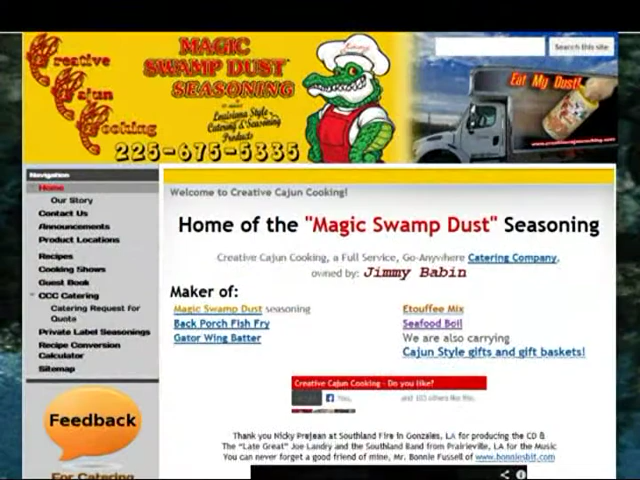 Creative
Cajun
Cooking
MAGIC
SWAMP DUST
SEASONING
Louisiana Style
Catering & Seasoning
Products
225-675-5335
Eat My Dust!
Search this site
Navigation
Home
Our Story
Contact Us
Announcements
Product Locations
Recipes
Cooking Shows
Guest Book
CCC Catering
Catering Request for
Quote
Private Label Seasonings
Recipe Conversion
Calculator
Sitemap
Feedback
For Catering
Welcome to Creative Cajun Cooking!
Home of the "Magic Swamp Dust" Seasoning
Creative Cajun Cooking, a Full Service, Go-Anywhere Catering Company.
owned by: Jimmy Babin
Maker of:
Magic Swamp Dust seasoning
Back Porch Fish Fry
Gator Wing Batter
Etouffee Mix
Seafood Boil
We are also carrying
Cajun Style gifts and gift baskets!
Creative Cajun Cooking - Do you like?
You,
and 103 others like this.
Thank you Nicky Prejean at Southland Fire in Gonzales, LA for producing the CD &
The "Late Great" Joe Landry and the Southland Band from Prairieville, LA for the Music
You can never forget a good friend of mine, Mr. Bonnie Fussell of www.bonniesbit.com